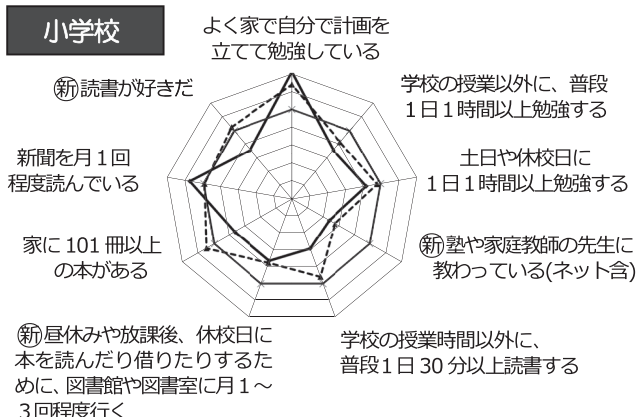 小学校
よく家で自分で計画を
立てて勉強している
学校の授業以外に、普段
1日1時間以上勉強する
土日や休校日に
1日1時間以上勉強する
㊟新 塾や家庭教師の先生に
教わっている(ネット含)
学校の授業時間以外に、
普段1日30分以上読書する
新 昼休みや放課後、休校日に
本を読んだり借りたりするた
めに、図書館や図書室に月1～
3回程度行く
家に101冊以上
の本がある
新聞を月1回
程度読んでいる
新 読書が好きだ